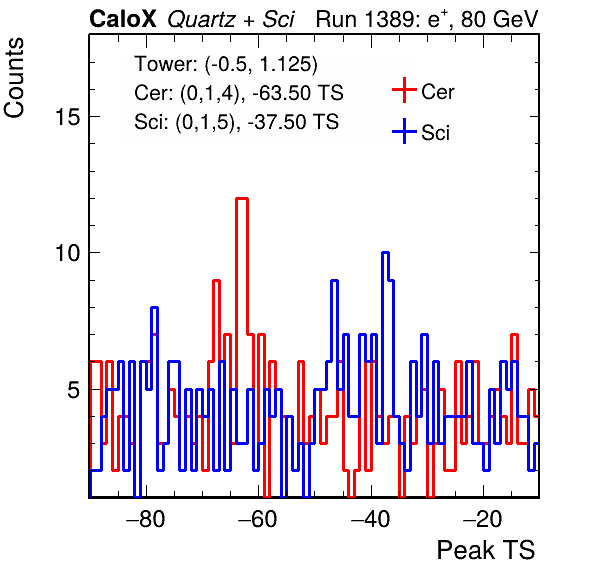 CaloX Quartz + Sci Run 1389: e+, 80 GeV
Counts
Tower: (-0.5, 1.125)
Cer: (0,1,4), -63.50 TS
Sci: (0,1,5), -37.50 TS
Cer
Sci
15
10
5
−80 −60 −40 −20
Peak TS